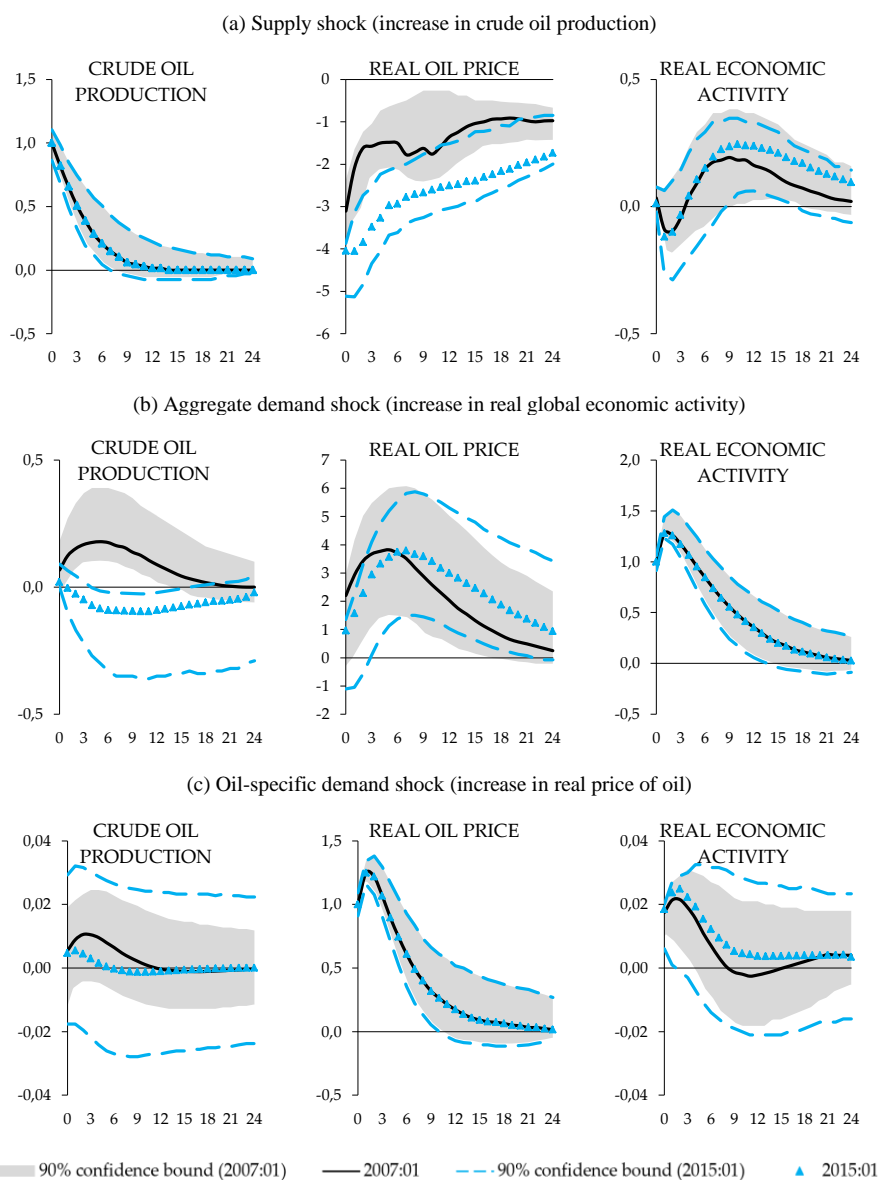 (a) Supply shock (increase in crude oil production)
CRUDE OIL
PRODUCTION
1,5
1,0
0,5
0,0
-0,5
0 3 6 9 12 15 18 21 24
REAL OIL PRICE
0
-1
-2
-3
-4
-5
-6
0 3 6 9 12 15 18 21 24
REAL ECONOMIC
ACTIVITY
0,5
0,0
-0,5
0 3 6 9 12 15 18 21 24
(b) Aggregate demand shock (increase in real global economic activity)
CRUDE OIL
PRODUCTION
0,5
0,0
-0,5
0 3 6 9 12 15 18 21 24
REAL OIL PRICE
7
6
5
4
3
2
1
0
-1
-2
0 3 6 9 12 15 18 21 24
REAL ECONOMIC
ACTIVITY
2,0
1,5
1,0
0,5
0,0
-0,5
0 3 6 9 12 15 18 21 24
(c) Oil-specific demand shock (increase in real price of oil)
CRUDE OIL
PRODUCTION
0,04
0,02
0,00
-0,02
-0,04
0 3 6 9 12 15 18 21 24
REAL OIL PRICE
1,5
1,0
0,5
0,0
-0,5
0 3 6 9 12 15 18 21 24
REAL ECONOMIC
ACTIVITY
0,04
0,02
0,00
-0,02
-0,04
0 3 6 9 12 15 18 21 24
90% confidence bound (2007:01) 2007:01 90% confidence bound (2015:01) 2015:01